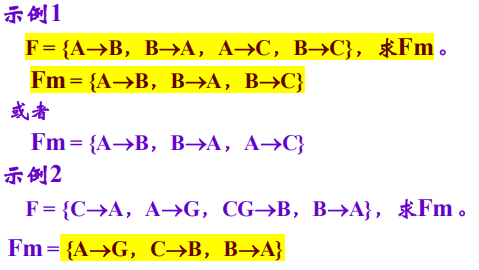 示例1
F = {A→B，B→A，A→C，B→C}，求Fm 。
Fm = {A→B，B→A，B→C}
或者
Fm = {A→B，B→A，A→C}
示例2
F = {C→A，A→G，CG→B，B→A}，求Fm 。
Fm = {A→G，C→B，B→A}